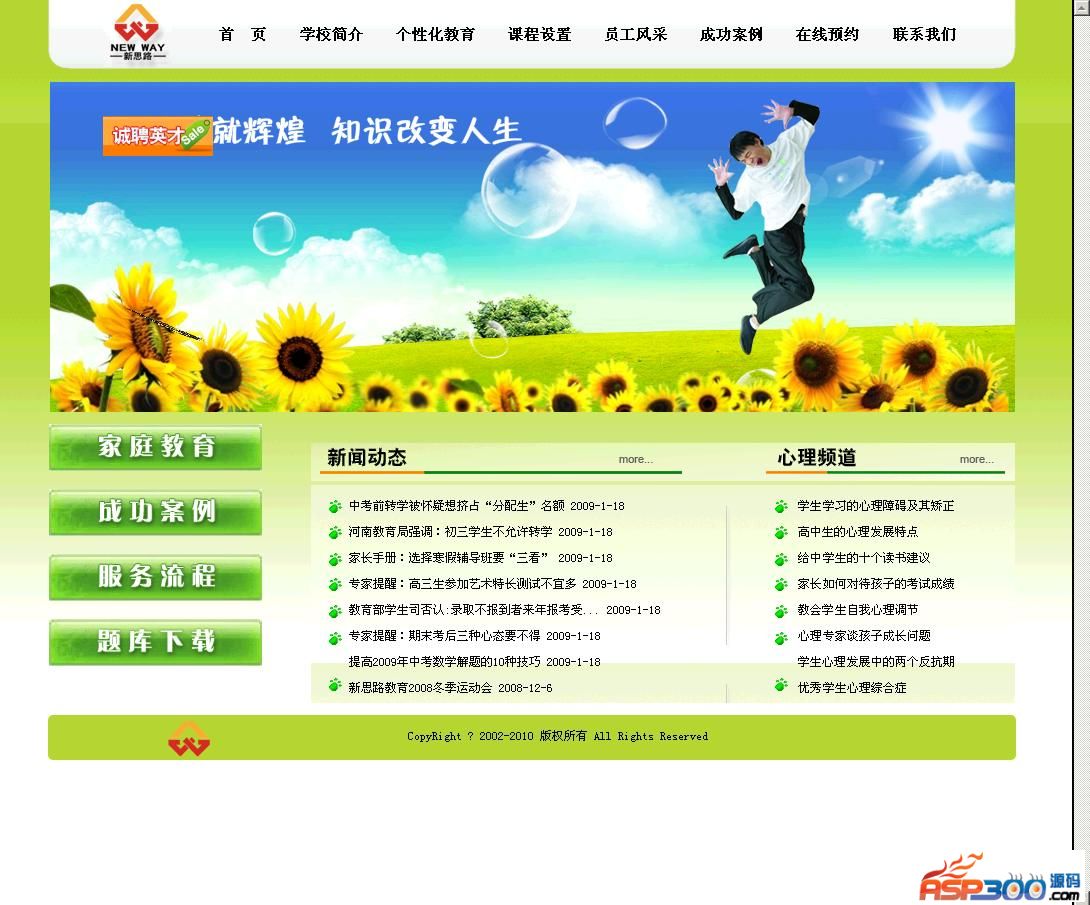 NEW WAY
新思路
首 页 学校简介 个性化教育 课程设置 员工风采 成功案例 在线预约 联系我们
诚聘英才 Sale 就辉煌 知识改变人生
家庭教育
成功案例
服务流程
题库下载
新闻动态 more...
中考前转学被怀疑想挤占“分配生”名额 2009-1-18
河南教育局强调：初三学生不允许转学 2009-1-18
家长手册：选择寒假辅导班要“三看” 2009-1-18
专家提醒：高三生参加艺术特长测试不宜多 2009-1-18
教育部学生司否认:录取不报到者来年报考受... 2009-1-18
专家提醒：期末考后三种心态要不得 2009-1-18
提高2009年中考数学解题的10种技巧 2009-1-18
新思路教育2008冬季运动会 2008-12-6
心理频道 more...
学生学习的心理障碍及其矫正
高中生的心理发展特点
给中学生的十个读书建议
家长如何对待孩子的考试成绩
教会学生自我心理调节
心理专家谈孩子成长问题
学生心理发展中的两个反抗期
优秀学生心理综合症
CopyRight ? 2002-2010 版权所有 All Rights Reserved
ASP300源码
.com